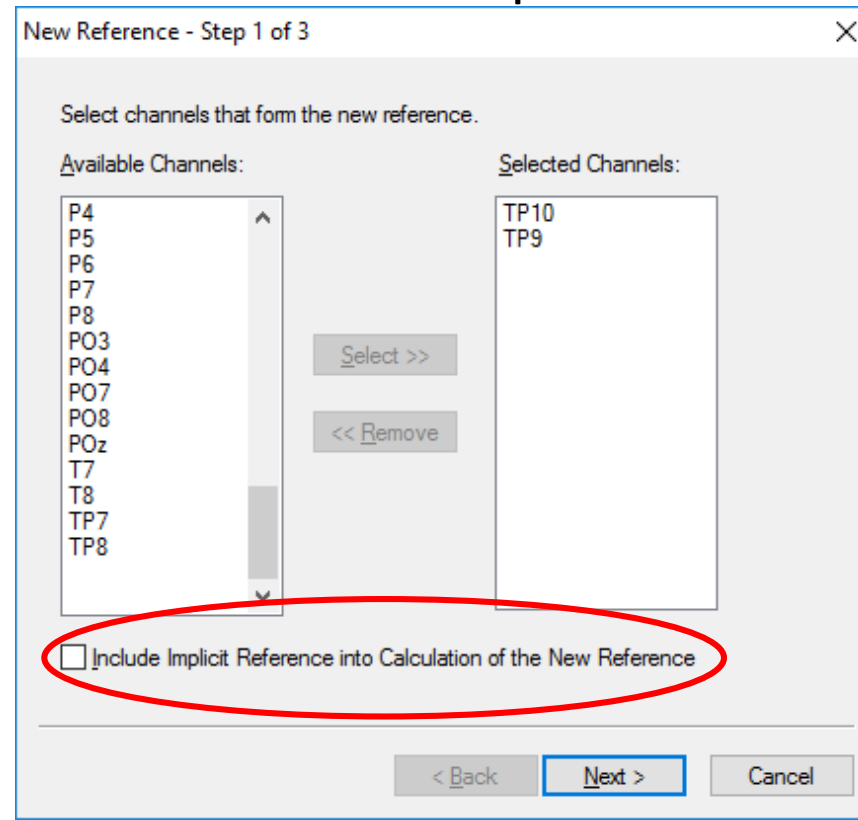 New Reference - Step 1 of 3
Select channels that form the new reference.
Available Channels:
Selected Channels:
P4
P5
P6
P7
P8
PO3
PO4
PO7
PO8
POz
T7
T8
TP7
TP8
Select >>
<< Remove
TP10
TP9
Include Implicit Reference into Calculation of the New Reference
< Back
Next >
Cancel